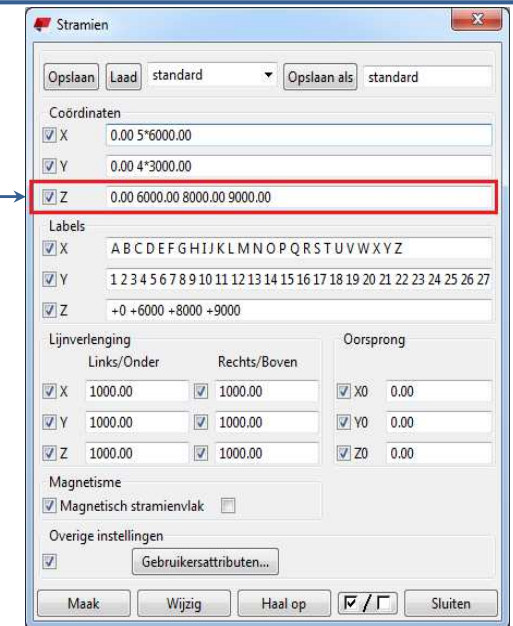 Stramien
Opslaan Laad standard Opslaan als standard
Coördinaten
X 0.00 5*6000.00
Y 0.00 4*3000.00
Z 0.00 6000.00 8000.00 9000.00
Labels
X A B C D E F G H I J K L M N O P Q R S T U V W X Y Z
Y 1 2 3 4 5 6 7 8 9 10 11 12 13 14 15 16 17 18 19 20 21 22 23 24 25 26 27
Z +0 +6000 +8000 +9000
Lijnverlenging Oorsprong
Links/Onder Rechts/Boven
X 1000.00 1000.00 X0 0.00
Y 1000.00 1000.00 Y0 0.00
Z 1000.00 1000.00 Z0 0.00
Magnetisme
Magnetisch stramienvlak
Overige instellingen
Gebruikersattributen...
Maak Wijzig Haal op / Sluiten